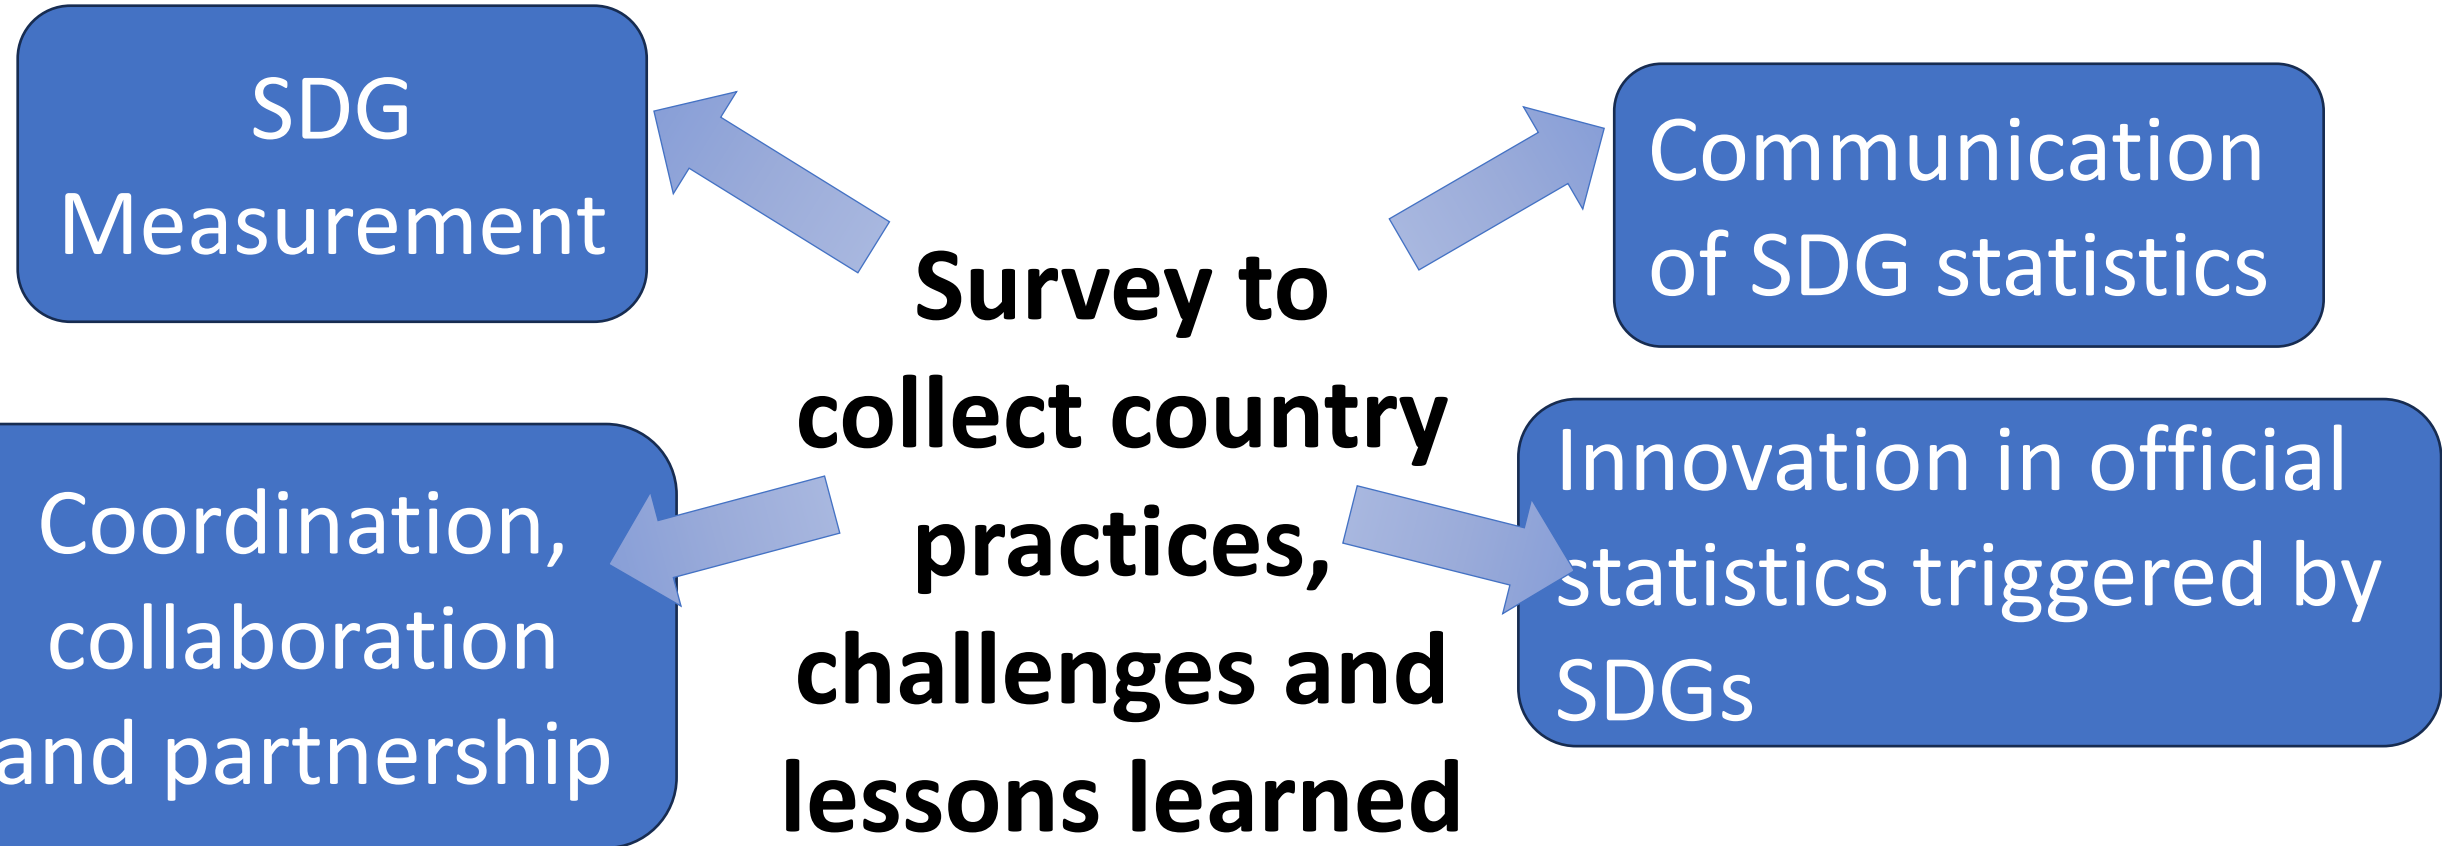 SDG
Measurement
Communication
of SDG statistics
Survey to
collect country
practices,
challenges and
lessons learned
Coordination,
collaboration
and partnership
Innovation in official
statistics triggered by
SDGs